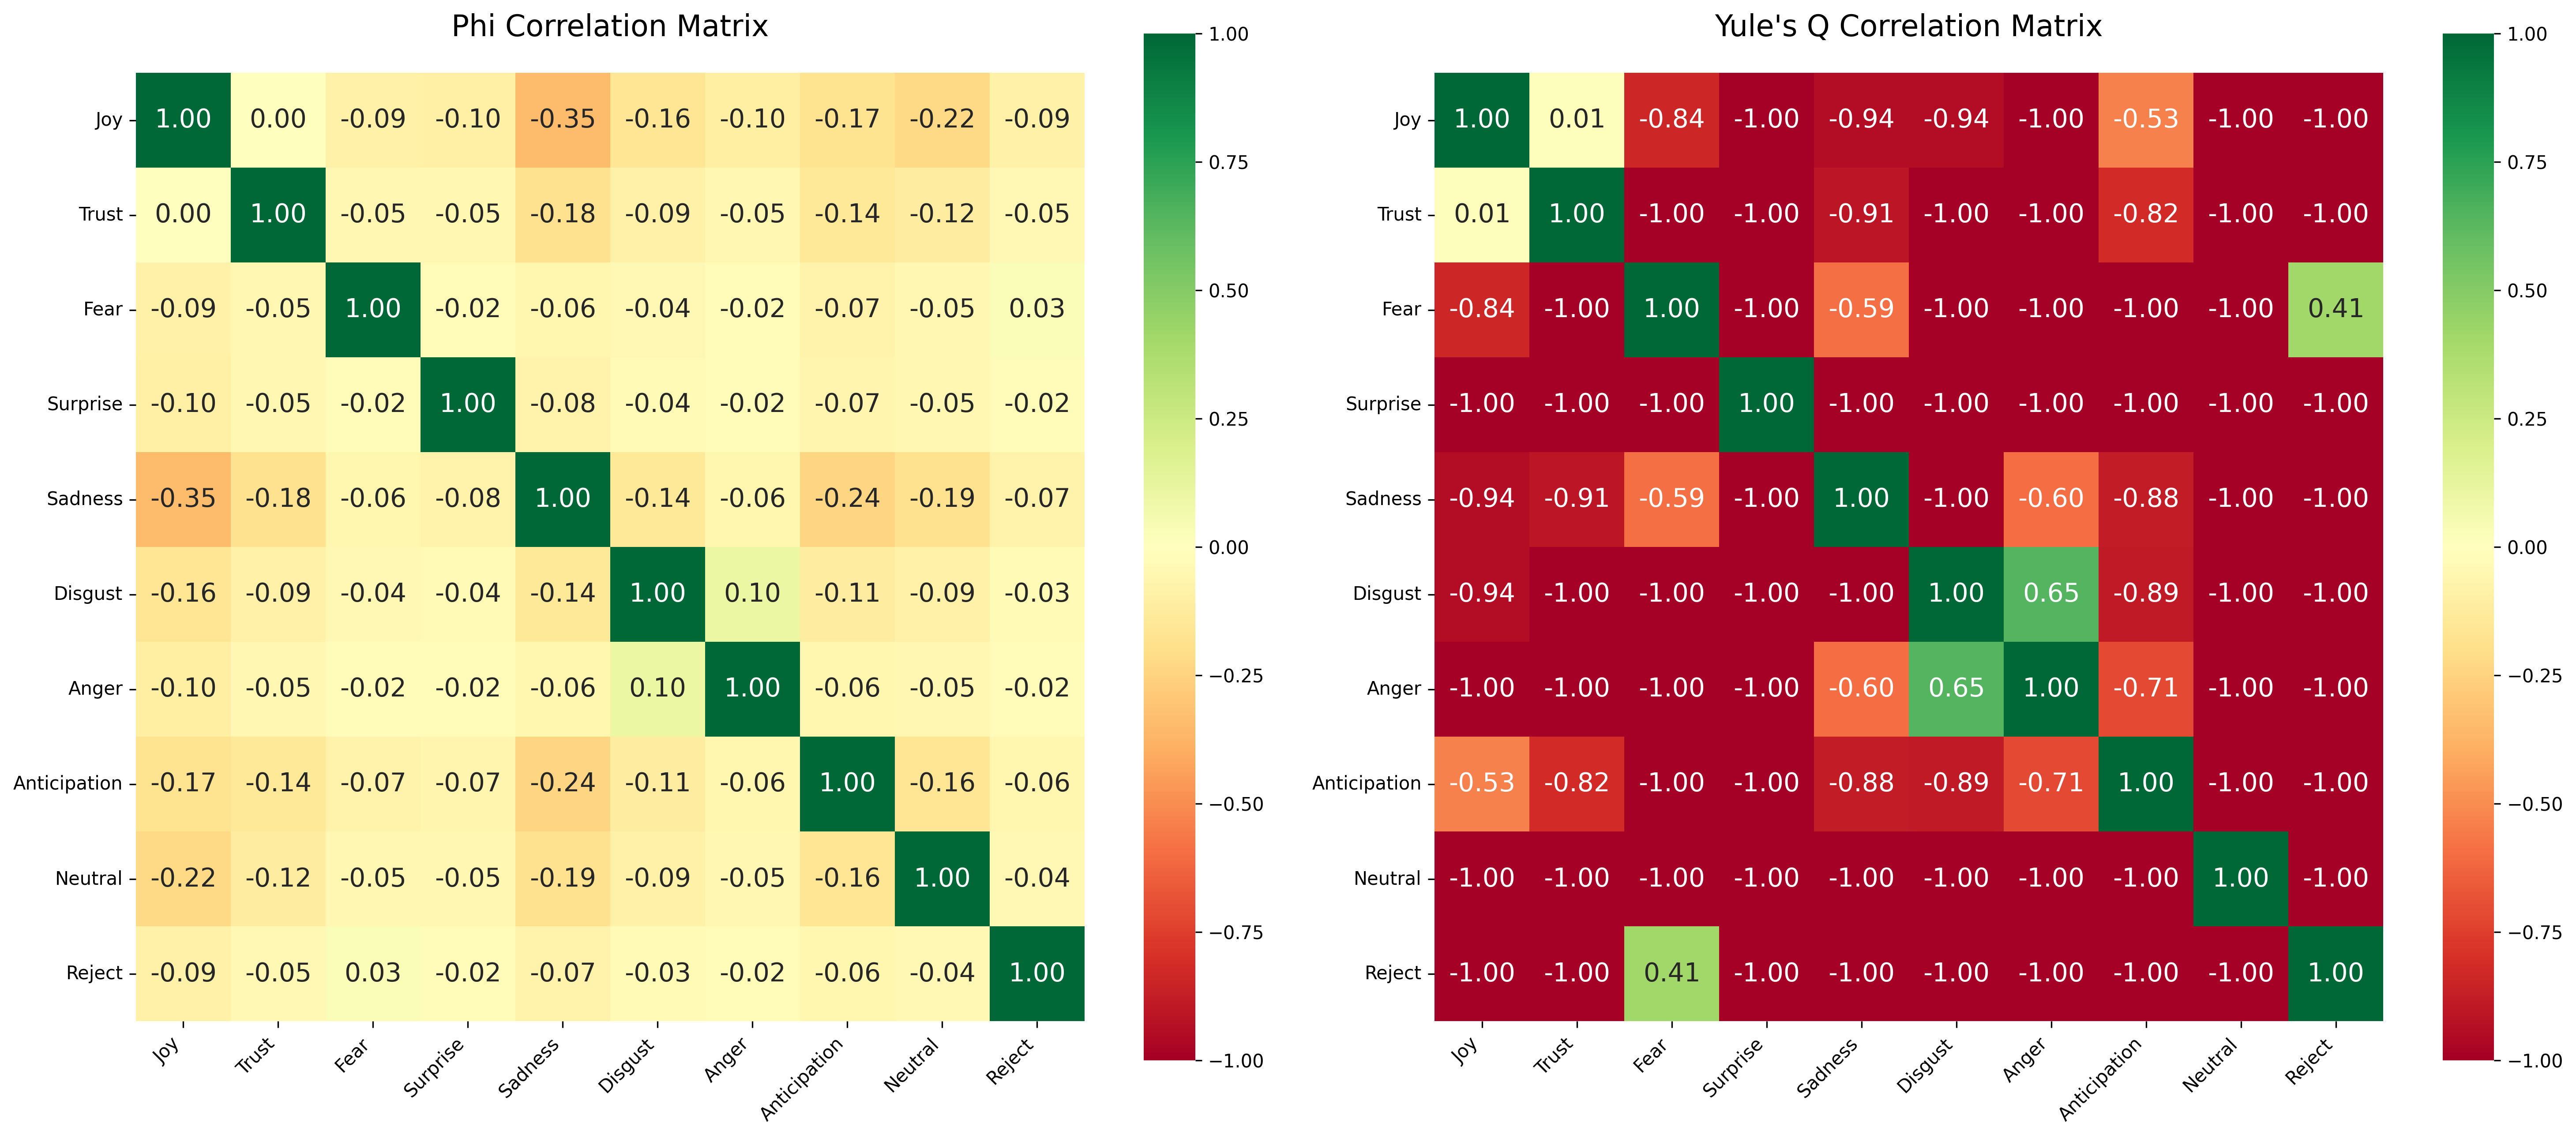 Phi Correlation Matrix
Joy 1.00 0.00 -0.09 -0.10 -0.35 -0.16 -0.10 -0.17 -0.22 -0.09
Trust 0.00 1.00 -0.05 -0.05 -0.18 -0.09 -0.05 -0.14 -0.12 -0.05
Fear -0.09 -0.05 1.00 -0.02 -0.06 -0.04 -0.02 -0.07 -0.05 0.03
Surprise -0.10 -0.05 -0.02 1.00 -0.08 -0.04 -0.02 -0.07 -0.05 -0.02
Sadness -0.35 -0.18 -0.06 -0.08 1.00 -0.14 -0.06 -0.24 -0.19 -0.07
Disgust -0.16 -0.09 -0.04 -0.04 -0.14 1.00 0.10 -0.11 -0.09 -0.03
Anger -0.10 -0.05 -0.02 -0.02 -0.06 0.10 1.00 -0.06 -0.05 -0.02
Anticipation -0.17 -0.14 -0.07 -0.07 -0.24 -0.11 -0.06 1.00 -0.16 -0.06
Neutral -0.22 -0.12 -0.05 -0.05 -0.19 -0.09 -0.05 -0.16 1.00 -0.04
Reject -0.09 -0.05 0.03 -0.02 -0.07 -0.03 -0.02 -0.06 -0.04 1.00
Joy Trust Fear Surprise Sadness Disgust Anger Anticipation Neutral Reject
1.00
0.75
0.50
0.25
0.00
−0.25
−0.50
−0.75
−1.00
Yule's Q Correlation Matrix
Joy 1.00 0.01 -0.84 -1.00 -0.94 -0.94 -1.00 -0.53 -1.00 -1.00
Trust 0.01 1.00 -1.00 -1.00 -0.91 -1.00 -1.00 -0.82 -1.00 -1.00
Fear -0.84 -1.00 1.00 -1.00 -0.59 -1.00 -1.00 -1.00 -1.00 0.41
Surprise -1.00 -1.00 -1.00 1.00 -1.00 -1.00 -1.00 -1.00 -1.00 -1.00
Sadness -0.94 -0.91 -0.59 -1.00 1.00 -1.00 -0.60 -0.88 -1.00 -1.00
Disgust -0.94 -1.00 -1.00 -1.00 -1.00 1.00 0.65 -0.89 -1.00 -1.00
Anger -1.00 -1.00 -1.00 -1.00 -0.60 0.65 1.00 -0.71 -1.00 -1.00
Anticipation -0.53 -0.82 -1.00 -1.00 -0.88 -0.89 -0.71 1.00 -1.00 -1.00
Neutral -1.00 -1.00 -1.00 -1.00 -1.00 -1.00 -1.00 -1.00 1.00 -1.00
Reject -1.00 -1.00 0.41 -1.00 -1.00 -1.00 -1.00 -1.00 -1.00 1.00
Joy Trust Fear Surprise Sadness Disgust Anger Anticipation Neutral Reject
1.00
0.75
0.50
0.25
0.00
−0.25
−0.50
−0.75
−1.00